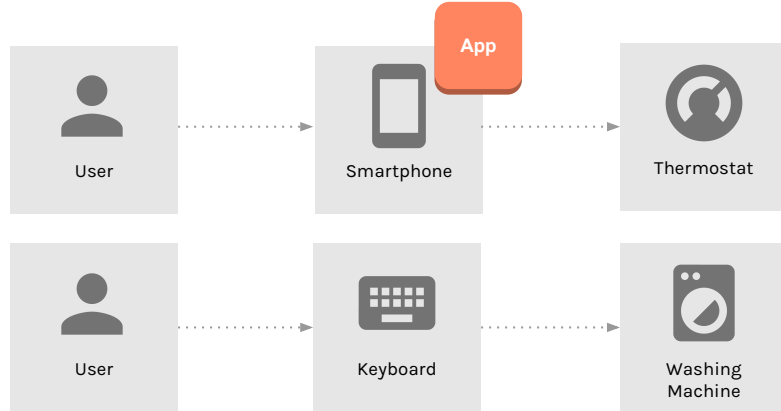 App
User
Smartphone
Thermostat
User
Keyboard
Washing
Machine